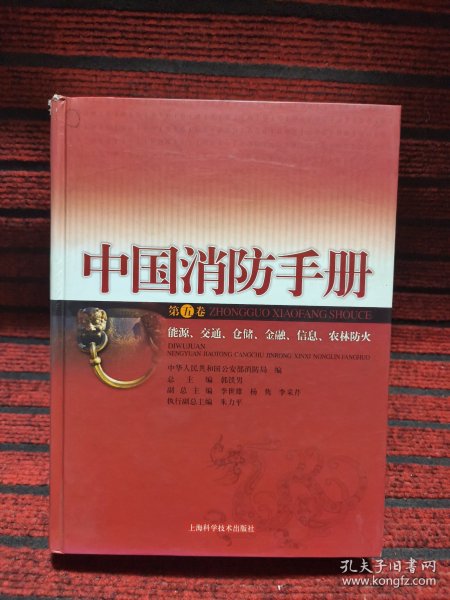 中国消防手册
第五卷 ZHONGGUO XIAOFANG SHOUCE
能源、交通、仓储、金融、信息、农林防火
DIWUJUAN
NENGYUAN JIAOTONG CANGCHU JINRONG XINXI NONGLIN FANGHUO
中华人民共和国公安部消防局 编
总 主 编 郭铁男
副 总 主 编 李世雄 杨隽 李采芹
执行副总主编 朱力平
上海科学技术出版社
孔夫子旧书网
www.kongfz.com